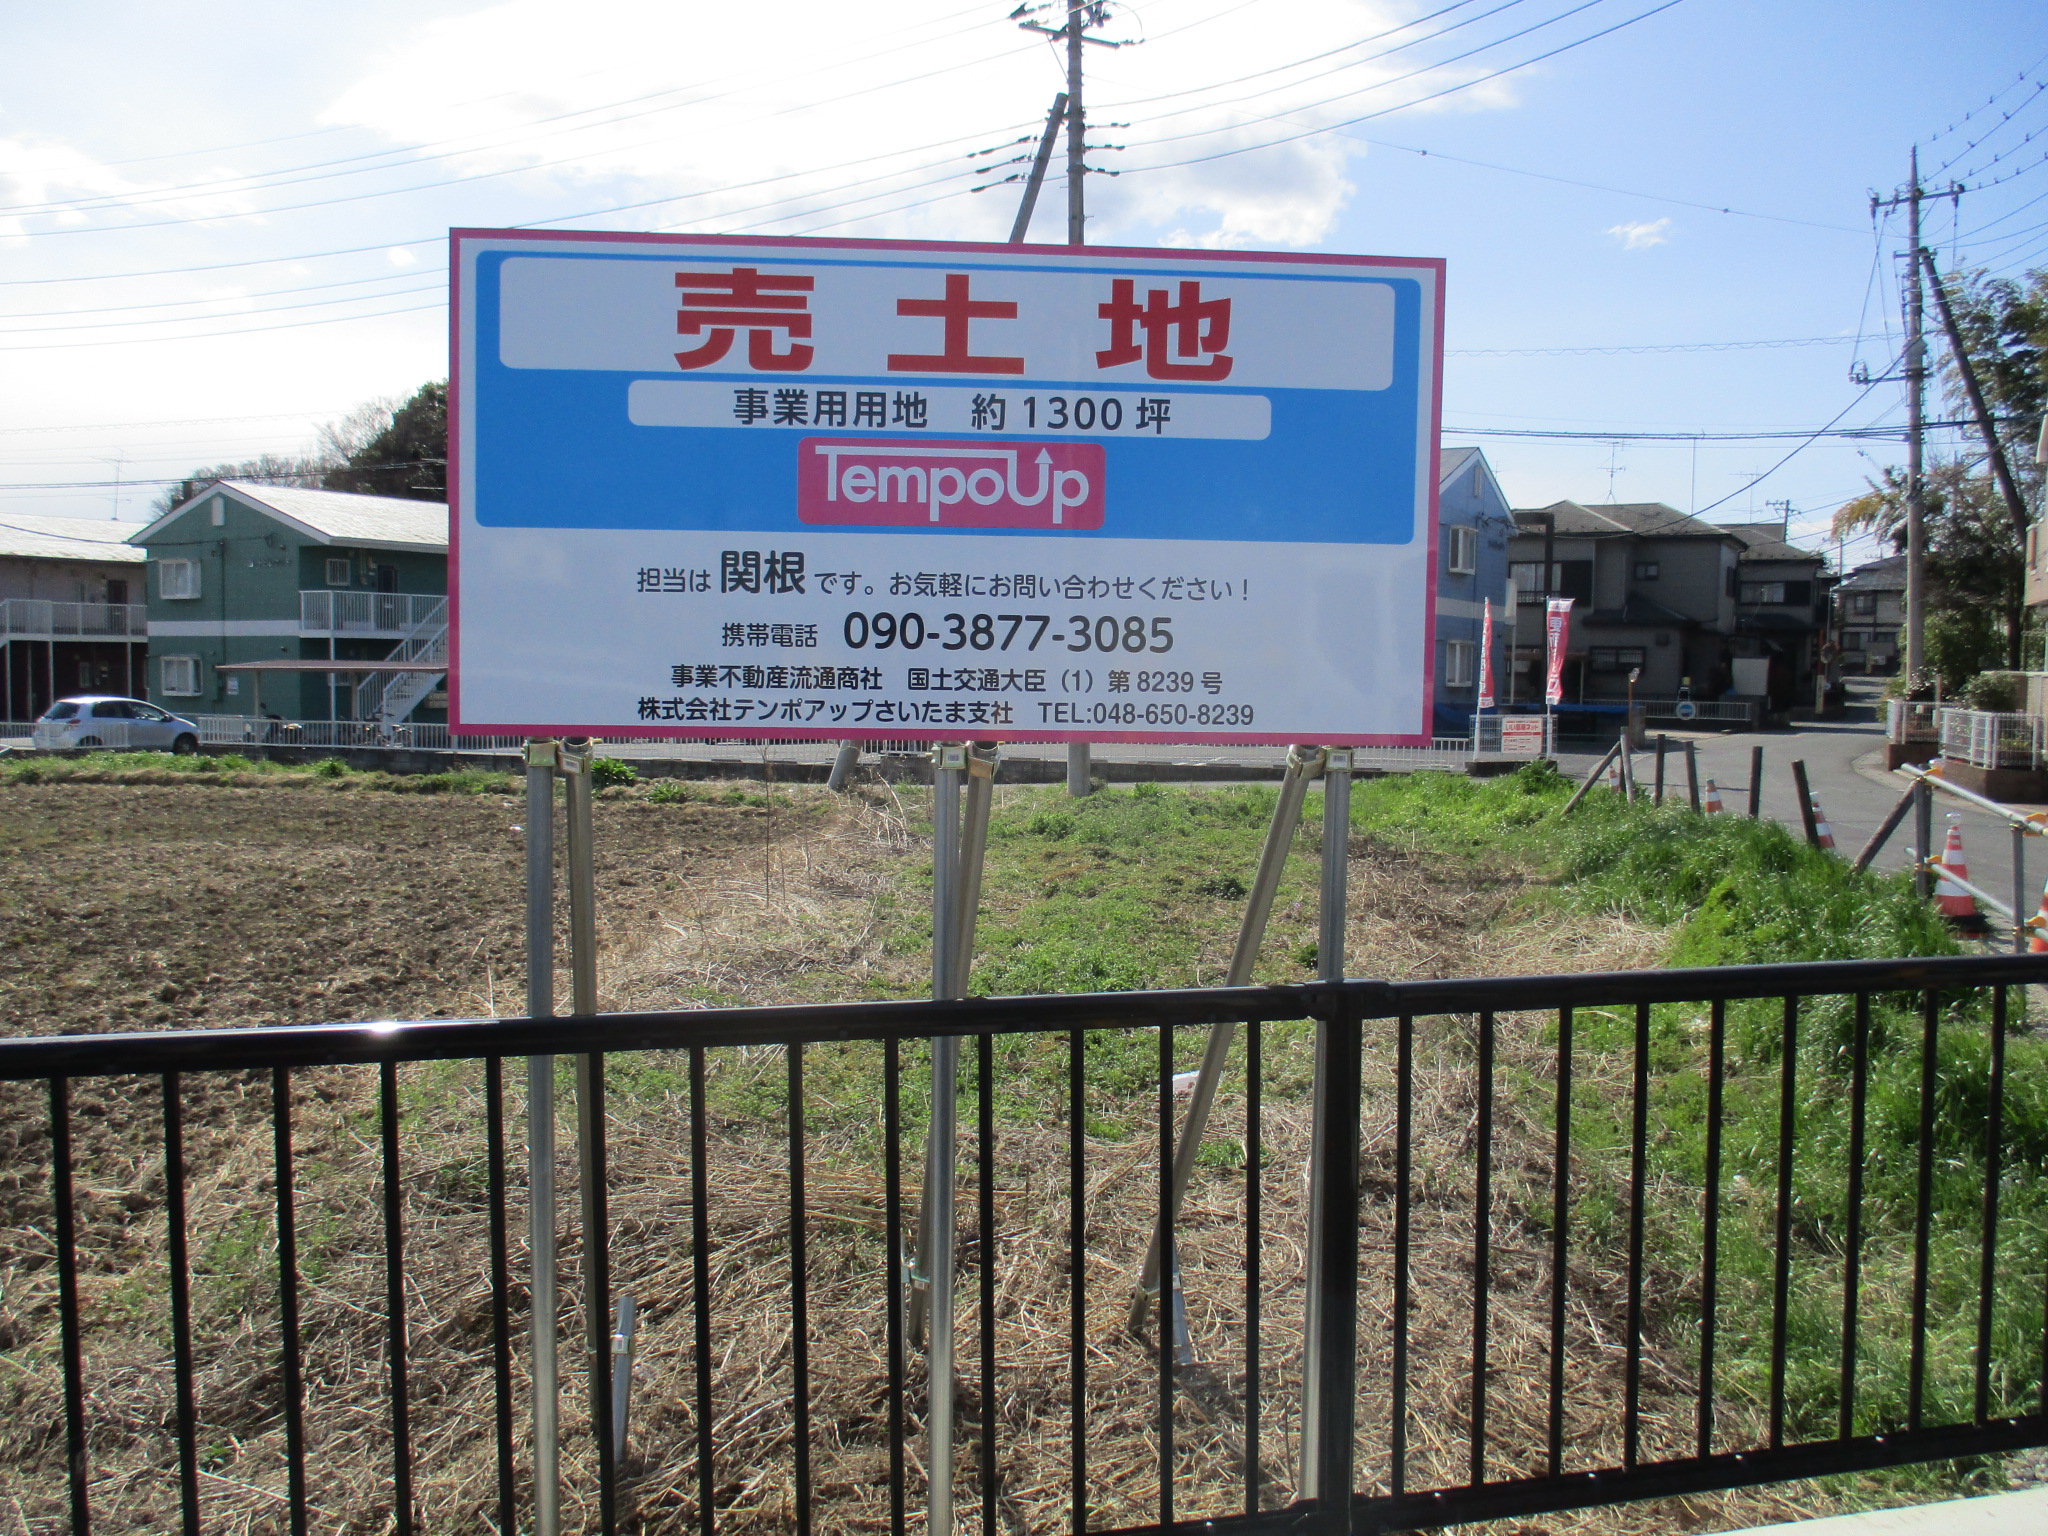 売土地
事業用用地　約1300坪
TempoUp
担当は 関根 です。お気軽にお問い合わせください！
携帯電話　090-3877-3085
事業不動産流通商社　国土交通大臣（1）第8239号
株式会社テンポアップさいたま支社　TEL:048-650-8239